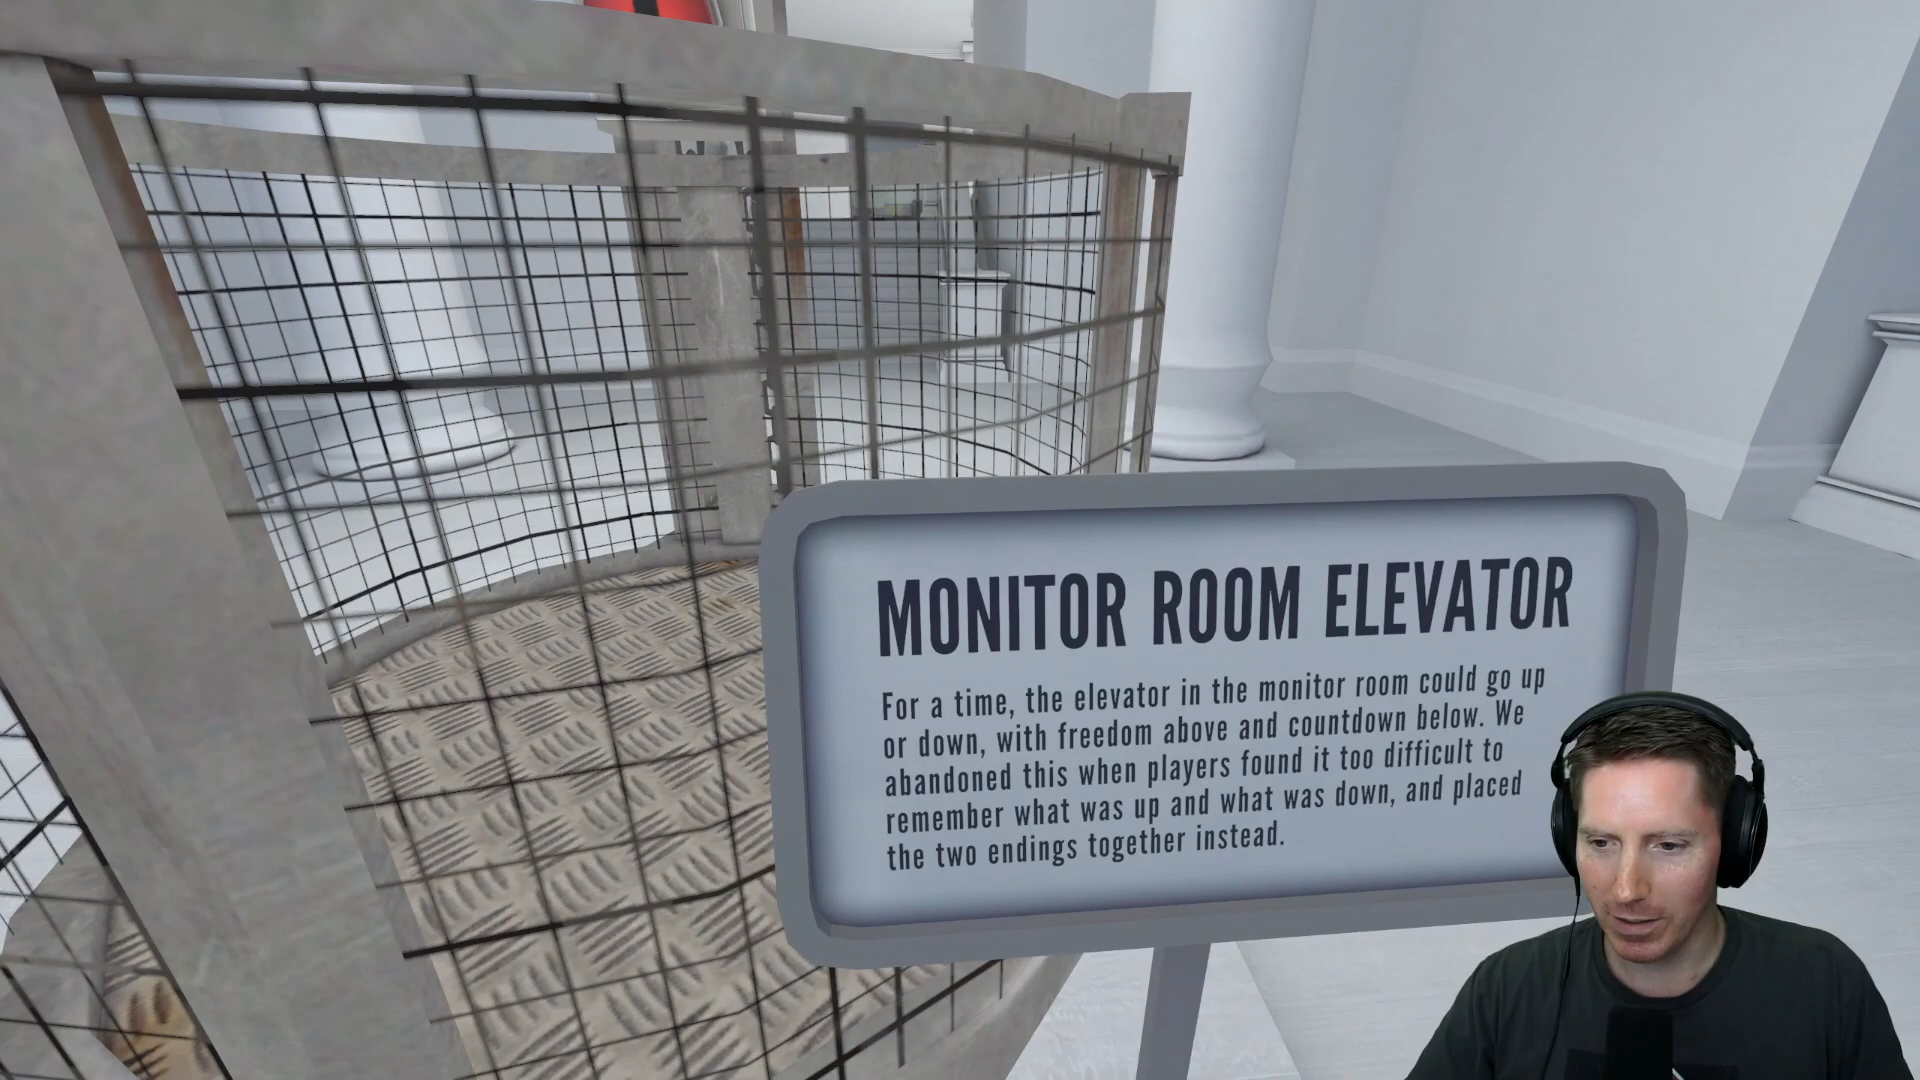 MONITOR ROOM ELEVATOR
For a time, the elevator in the monitor room could go up
or down, with freedom above and countdown below. We
abandoned this when players found it too difficult to
remember what was up and what was down, and placed
the two endings together instead.